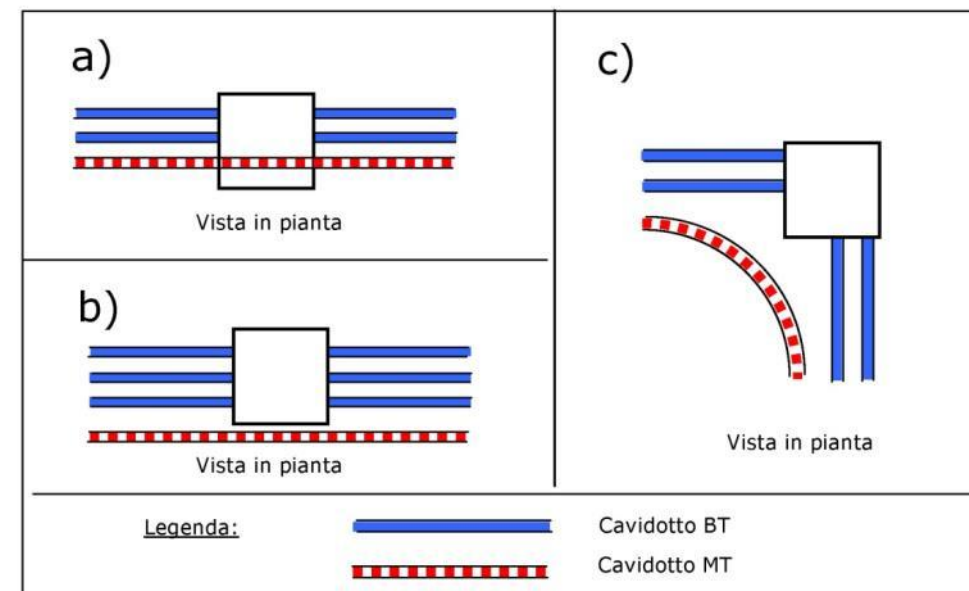 a)
Vista in pianta
b)
Vista in pianta
c)
Vista in pianta
Legenda:
Cavidotto BT
Cavidotto MT